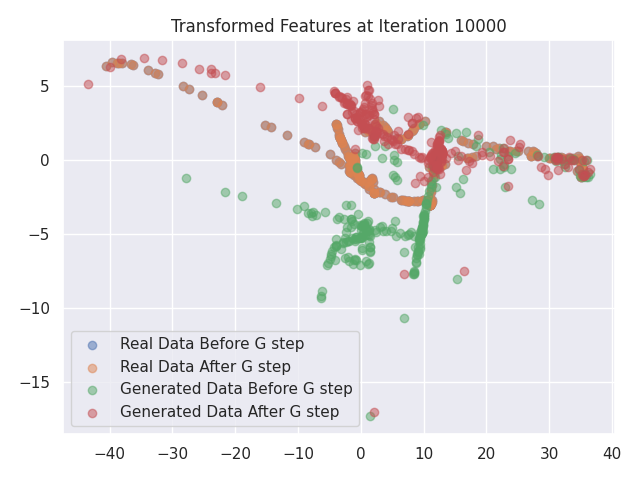 Transformed Features at Iteration 10000
5
0
−5
−10
−15
Real Data Before G step
Real Data After G step
Generated Data Before G step
Generated Data After G step
−40 −30 −20 −10 0 10 20 30 40